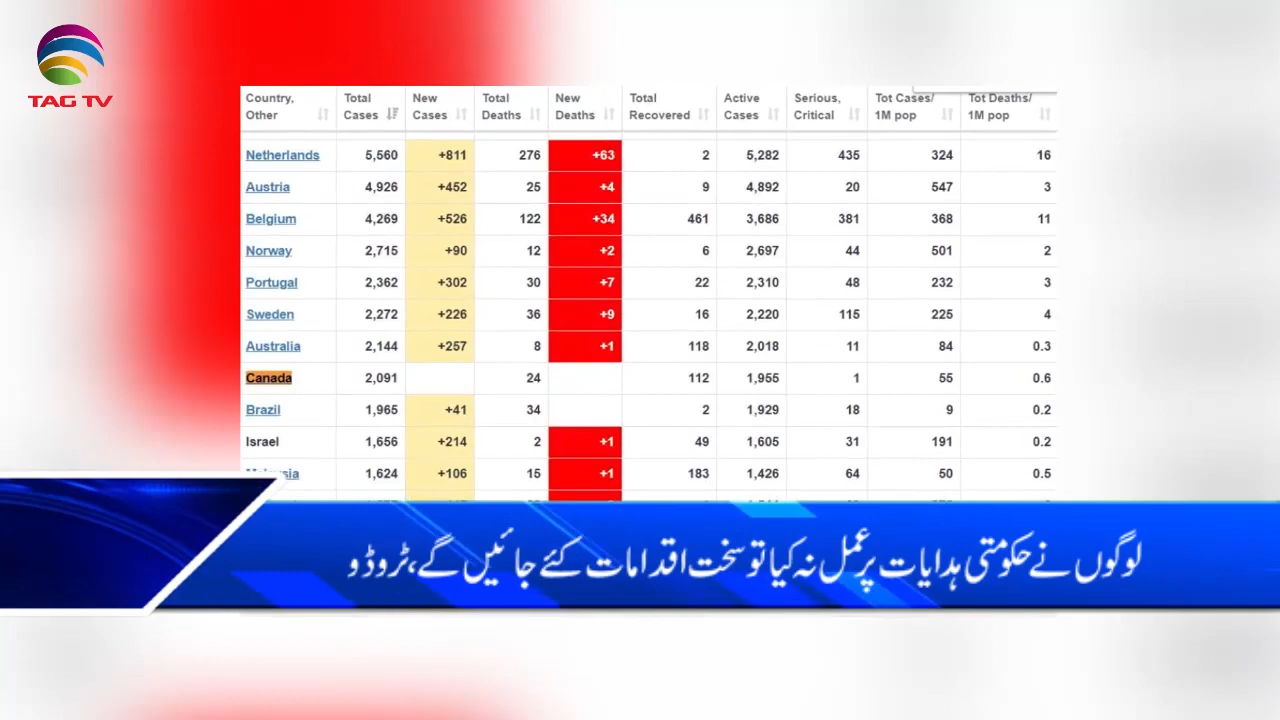 TAG TV
Country, Other Total Cases New Cases Total Deaths New Deaths Total Recovered Active Cases Serious, Critical Tot Cases/ 1M pop Tot Deaths/ 1M pop
Netherlands 5,560 +811 276 +63 2 5,282 435 324 16
Austria 4,926 +452 25 +4 9 4,892 20 547 3
Belgium 4,269 +526 122 +34 461 3,686 381 368 11
Norway 2,715 +90 12 +2 6 2,697 44 501 2
Portugal 2,362 +302 30 +7 22 2,310 48 232 3
Sweden 2,272 +226 36 +9 16 2,220 115 225 4
Australia 2,144 +257 8 +1 118 2,018 11 84 0.3
Canada 2,091 24 112 1,955 1 55 0.6
Brazil 1,965 +41 34 2 1,929 18 9 0.2
Israel 1,656 +214 2 +1 49 1,605 31 191 0.2
Malaysia 1,624 +106 15 +1 183 1,426 64 50 0.5
لوگوں نے حکومتی ہدایات پر عمل نہ کیا تو سخت اقدامات کئے جائیں گے، ٹروڈو